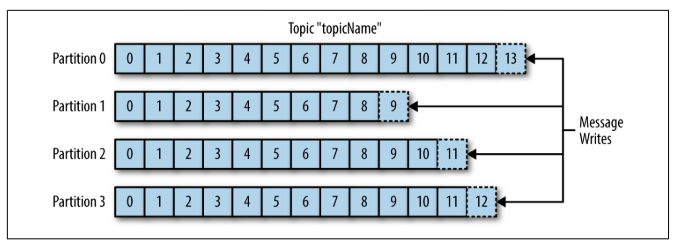 Topic "topicName"
Partition 0 0 1 2 3 4 5 6 7 8 9 10 11 12 13
Partition 1 0 1 2 3 4 5 6 7 8 9
Message
Writes
Partition 2 0 1 2 3 4 5 6 7 8 9 10 11
Partition 3 0 1 2 3 4 5 6 7 8 9 10 11 12